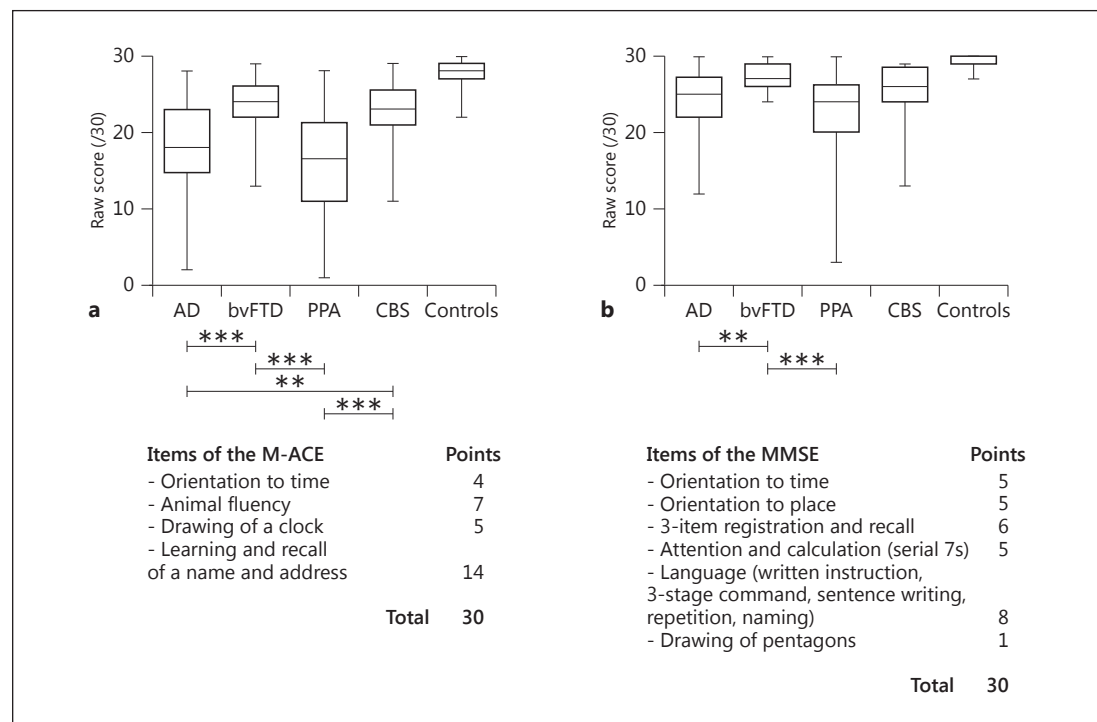 30
20
10
0
Raw score (/30)
a
AD bvFTD PPA CBS Controls
***
***
**
***
Items of the M-ACE Points
- Orientation to time 4
- Animal fluency 7
- Drawing of a clock 5
- Learning and recall
of a name and address 14
Total 30
30
20
10
0
Raw score (/30)
b
AD bvFTD PPA CBS Controls
**
***
Items of the MMSE Points
- Orientation to time 5
- Orientation to place 5
- 3-item registration and recall 6
- Attention and calculation (serial 7s) 5
- Language (written instruction,
3-stage command, sentence writing,
repetition, naming) 8
- Drawing of pentagons 1
Total 30